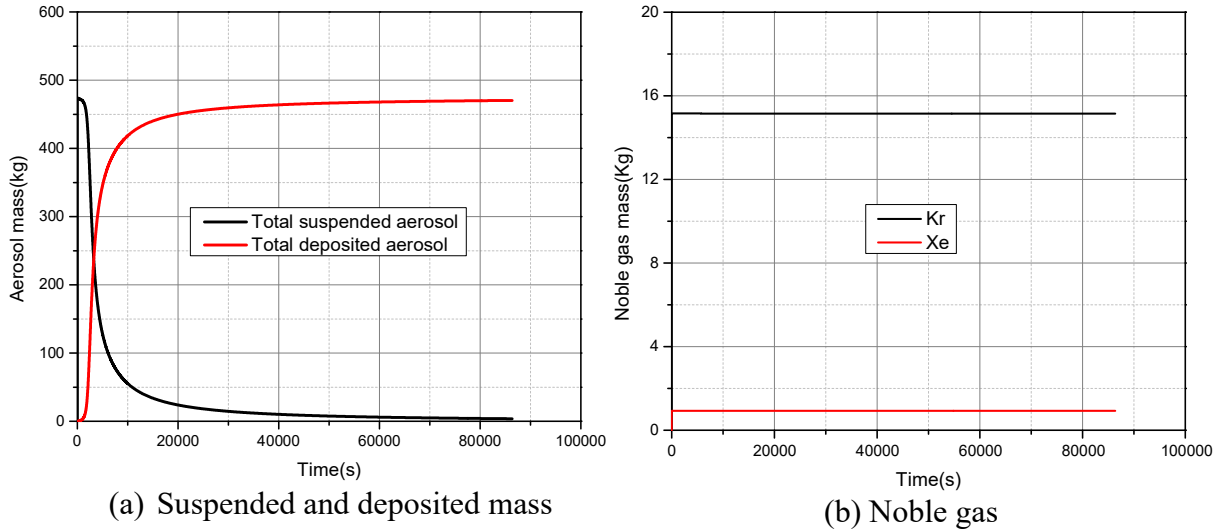 600
500
400
300
200
100
0
Aerosol mass(kg)
Total suspended aerosol
Total deposited aerosol
0 20000 40000 60000 80000 100000
Time(s)
(a) Suspended and deposited mass
20
16
12
8
4
0
Noble gas mass(Kg)
Kr
Xe
0 20000 40000 60000 80000 100000
Time(s)
(b) Noble gas